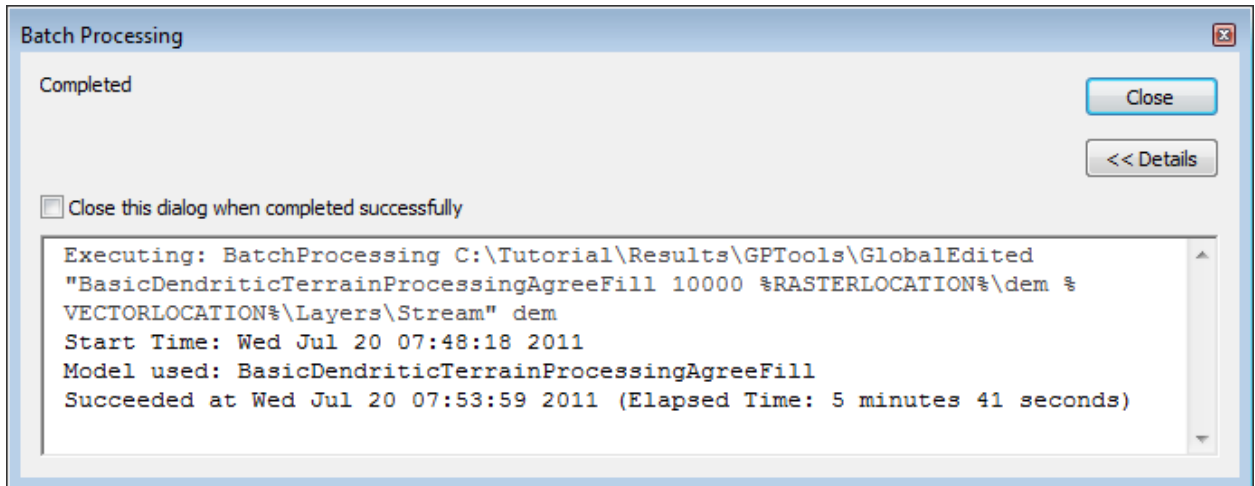 Batch Processing
Completed
Close
<< Details
Close this dialog when completed successfully
Executing: BatchProcessing C:\Tutorial\Results\GPTools\GlobalEdited
"BasicDendriticTerrainProcessingAgreeFill 10000 %RASTERLOCATION%\dem %
VECTORLOCATION%\Layers\Stream" dem
Start Time: Wed Jul 20 07:48:18 2011
Model used: BasicDendriticTerrainProcessingAgreeFill
Succeeded at Wed Jul 20 07:53:59 2011 (Elapsed Time: 5 minutes 41 seconds)